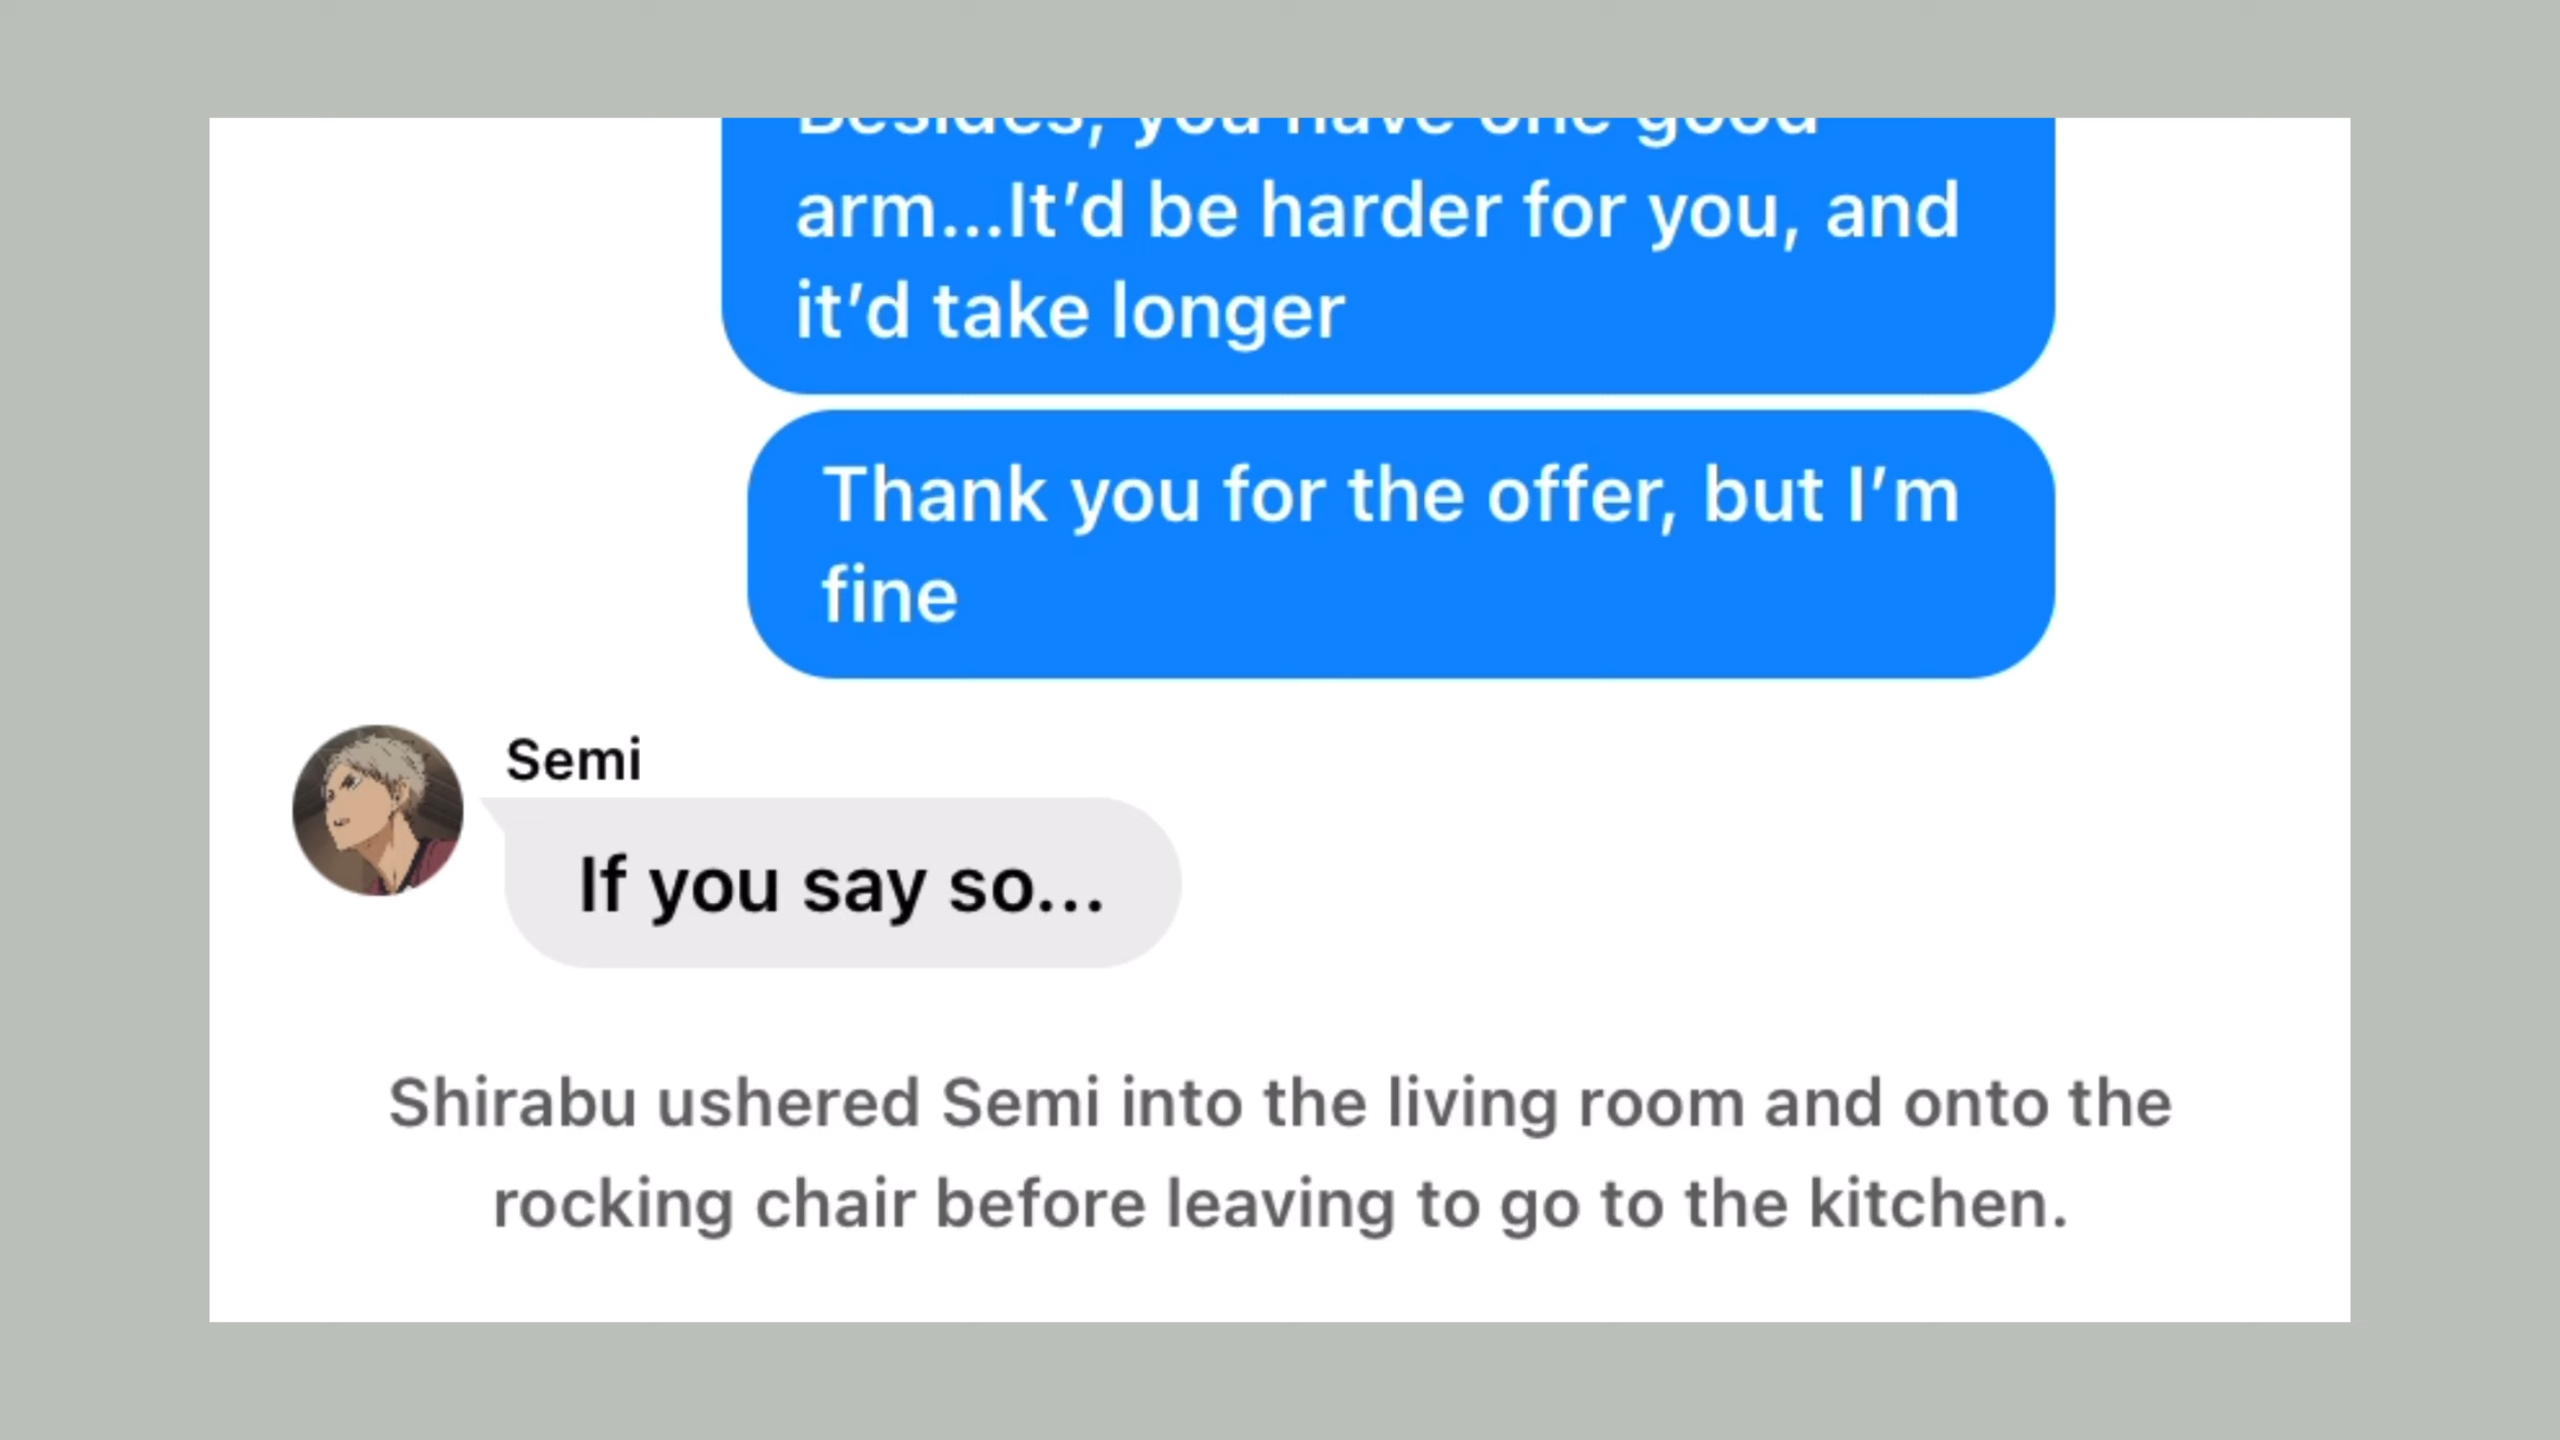 Besides, you have one good
arm...It’d be harder for you, and
it’d take longer
Thank you for the offer, but I’m
fine
Semi
If you say so...
Shirabu ushered Semi into the living room and onto the
rocking chair before leaving to go to the kitchen.